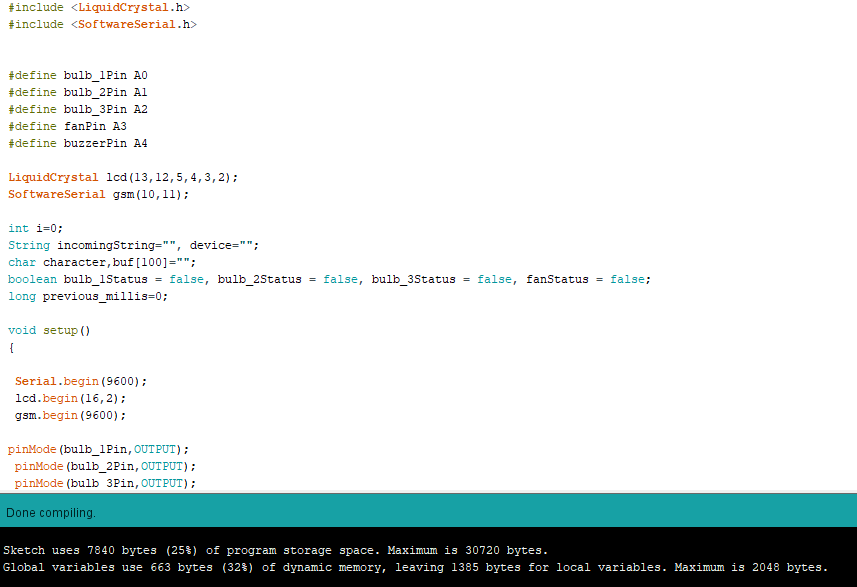 #include <LiquidCrystal.h>
#include <SoftwareSerial.h>
#define bulb_1Pin A0
#define bulb_2Pin A1
#define bulb_3Pin A2
#define fanPin A3
#define buzzerPin A4
LiquidCrystal lcd(13,12,5,4,3,2);
SoftwareSerial gsm(10,11);
int i=0;
String incomingString="", device="";
char character,buf[100]="";
boolean bulb_1Status = false, bulb_2Status = false, bulb_3Status = false, fanStatus = false;
long previous_millis=0;
void setup()
{
Serial.begin(9600);
lcd.begin(16,2);
gsm.begin(9600);
pinMode(bulb_1Pin,OUTPUT);
pinMode(bulb_2Pin,OUTPUT);
pinMode(bulb_3Pin,OUTPUT);
Done compiling.
Sketch uses 7840 bytes (25%) of program storage space. Maximum is 30720 bytes.
Global variables use 663 bytes (32%) of dynamic memory, leaving 1385 bytes for local variables. Maximum is 2048 bytes.